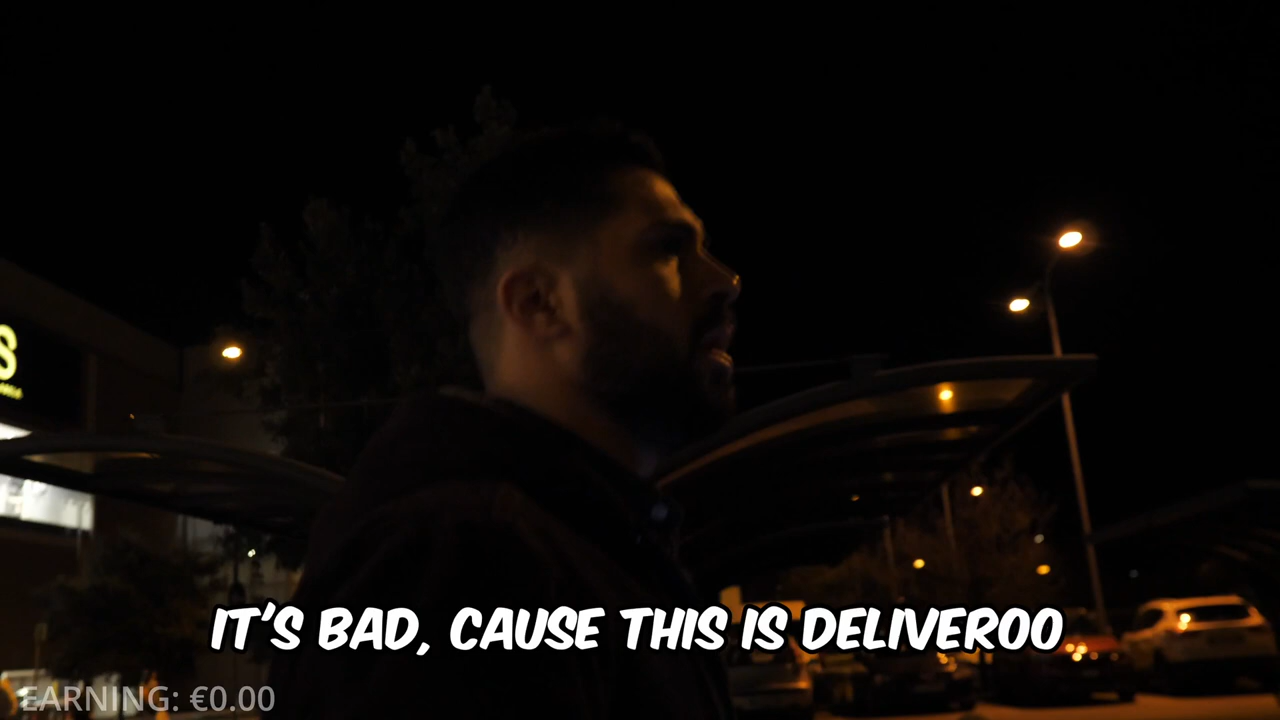 S
IT'S BAD, CAUSE THIS IS DELIVEROO
EARNING: €0.00